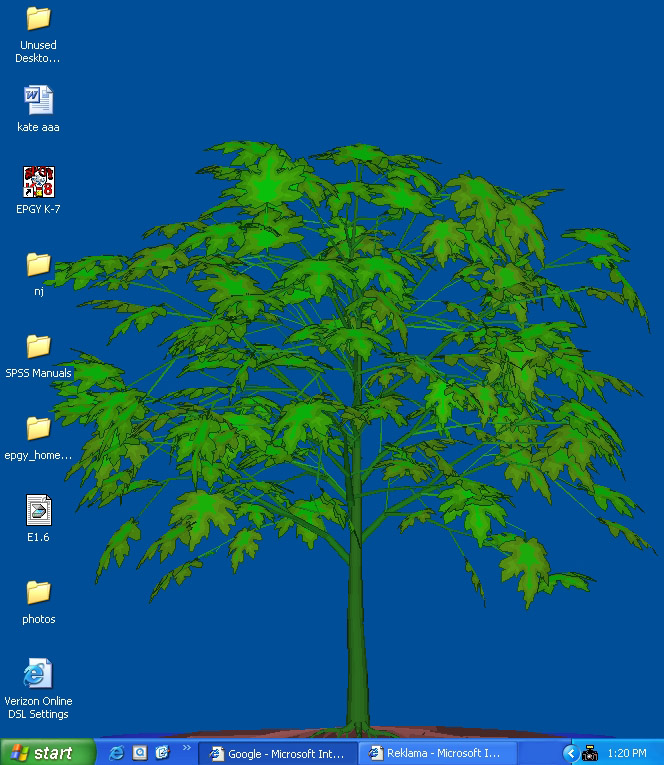 Unused
Deskto...
kate aaa
EPGY K-7
nj
SPSS Manuals
epgy_home...
E1.6
photos
Verizon Online
DSL Settings
start
Google - Microsoft Int...
Reklama - Microsoft I...
1:20 PM